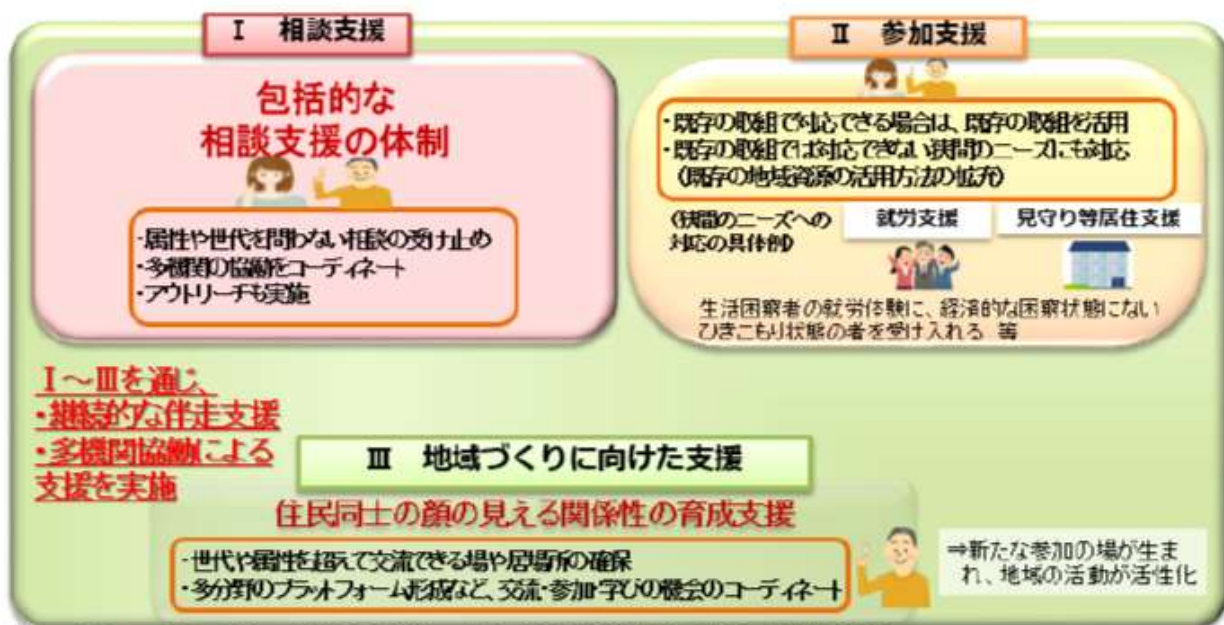 Ⅰ 相談支援
包括的な
相談支援の体制
・属性や世代を問わない相談の受け止め
・多機関の協働をコーディネート
・アウトリーチも実施
Ⅱ 参加支援
・既存の取組で対応できる場合は、既存の取組を活用
・既存の取組では対応できない狭間のニーズにも対応
(既存の地域資源の活用方法の拡充)
(狭間のニーズへの
対応の具体例)
就労支援
見守り等居住支援
生活困窮者の就労体験に、経済的な困窮状態にない
ひきこもり状態の者を受け入れる 等
Ⅰ～Ⅲを通じ、
・継続的な伴走支援
・多機関協働による
支援を実施
Ⅲ 地域づくりに向けた支援
住民同士の顔の見える関係性の育成支援
・世代や属性を超えて交流できる場や居場所の確保
・多分野のプラットフォーム形成など、交流・参加・学びの機会のコーディネート
⇒新たな参加の場が生ま
れ、地域の活動が活性化